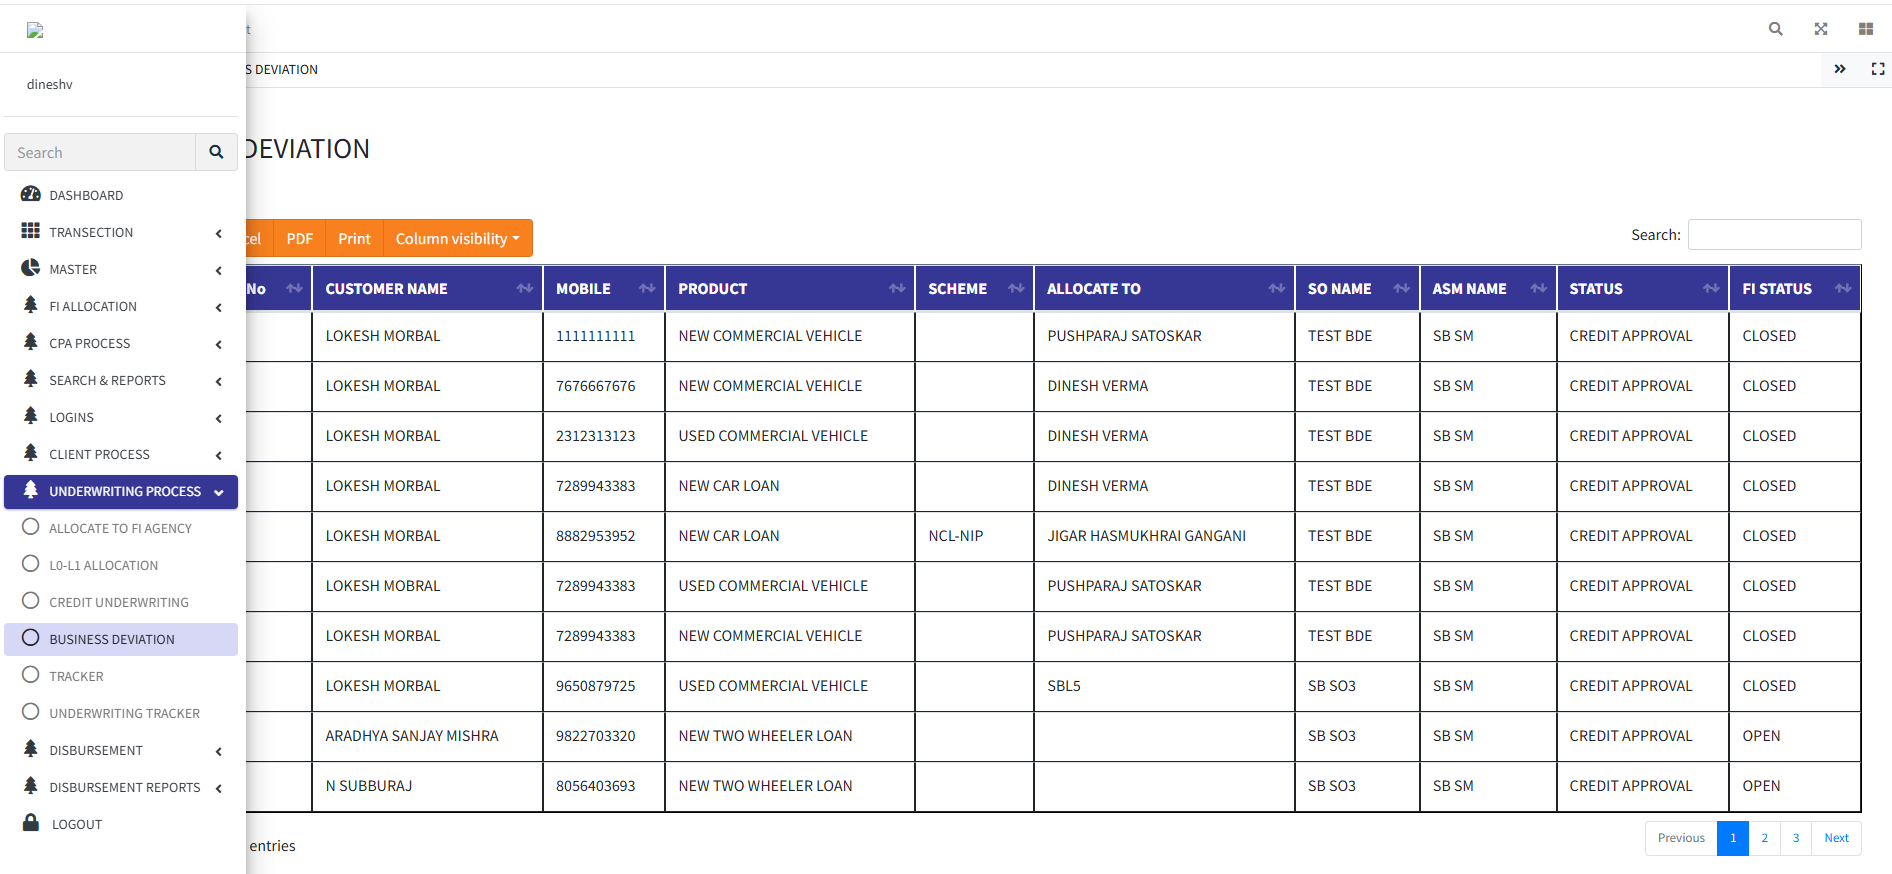 t
S DEVIATION
dineshv
DEVIATION
Search
DASHBOARD
TRANSECTION
MASTER
FI ALLOCATION
CPA PROCESS
SEARCH & REPORTS
LOGINS
CLIENT PROCESS
UNDERWRITING PROCESS
ALLOCATE TO FI AGENCY
L0-L1 ALLOCATION
CREDIT UNDERWRITING
BUSINESS DEVIATION
TRACKER
UNDERWRITING TRACKER
DISBURSEMENT
DISBURSEMENT REPORTS
LOGOUT
cel PDF Print Column visibility
Search:
No CUSTOMER NAME MOBILE PRODUCT SCHEME ALLOCATE TO SO NAME ASM NAME STATUS FI STATUS
LOKESH MORBAL 1111111111 NEW COMMERCIAL VEHICLE PUSHPARAJ SATOSKAR TEST BDE SB SM CREDIT APPROVAL CLOSED
LOKESH MORBAL 7676667676 NEW COMMERCIAL VEHICLE DINESH VERMA TEST BDE SB SM CREDIT APPROVAL CLOSED
LOKESH MORBAL 2312313123 USED COMMERCIAL VEHICLE DINESH VERMA TEST BDE SB SM CREDIT APPROVAL CLOSED
LOKESH MORBAL 7289943383 NEW CAR LOAN DINESH VERMA TEST BDE SB SM CREDIT APPROVAL CLOSED
LOKESH MORBAL 8882953952 NEW CAR LOAN NCL-NIP JIGAR HASMUKHRAI GANGANI TEST BDE SB SM CREDIT APPROVAL CLOSED
LOKESH MOBRAL 7289943383 USED COMMERCIAL VEHICLE PUSHPARAJ SATOSKAR TEST BDE SB SM CREDIT APPROVAL CLOSED
LOKESH MORBAL 7289943383 NEW COMMERCIAL VEHICLE PUSHPARAJ SATOSKAR TEST BDE SB SM CREDIT APPROVAL CLOSED
LOKESH MORBAL 9650879725 USED COMMERCIAL VEHICLE SBL5 SB SO3 SB SM CREDIT APPROVAL CLOSED
ARADHYA SANJAY MISHRA 9822703320 NEW TWO WHEELER LOAN SB SO3 SB SM CREDIT APPROVAL OPEN
N SUBBURAJ 8056403693 NEW TWO WHEELER LOAN SB SO3 SB SM CREDIT APPROVAL OPEN
entries
Previous 1 2 3 Next